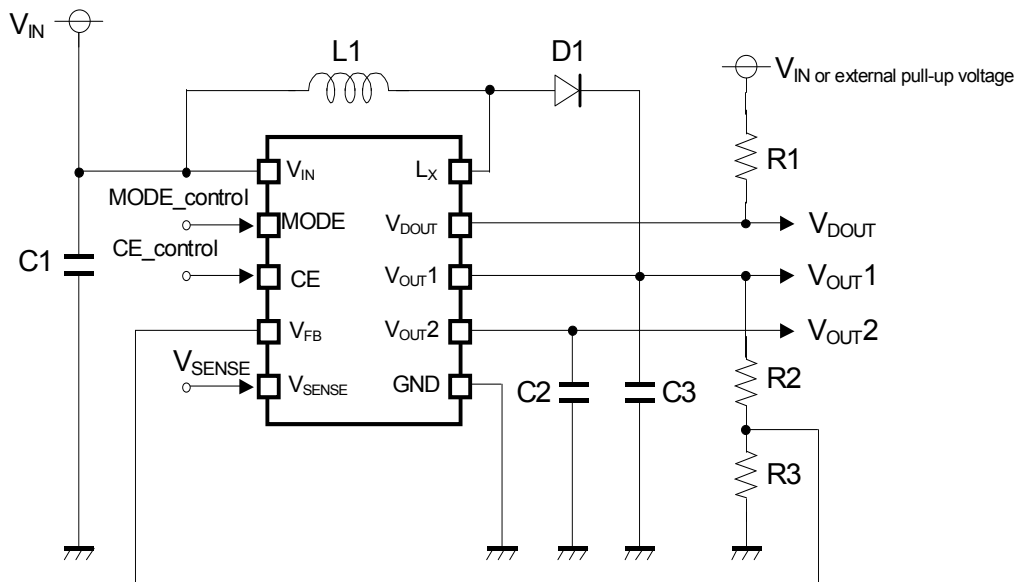 VIN
L1
D1
VIN or external pull-up voltage
R1
VIN
LX
MODE_control
MODE
VDOUT
VDOUT
CE_control
C1
CE
VOUT1
VOUT1
VFB
VOUT2
VOUT2
VSENSE
VSENSE
GND
C2
C3
R2
R3